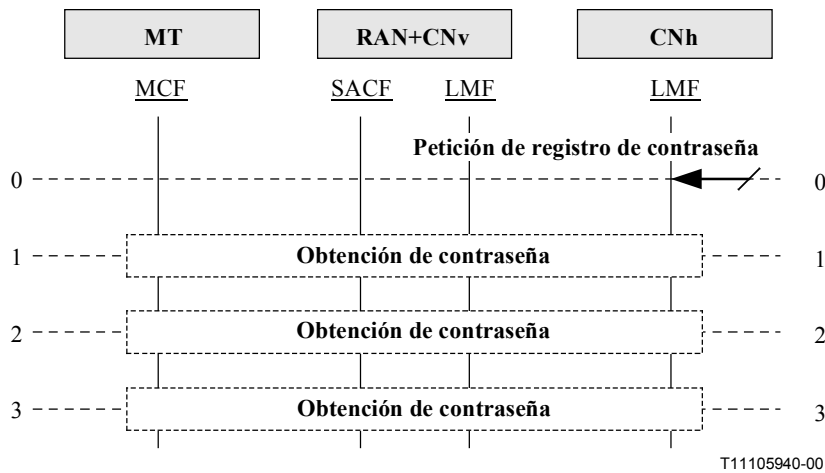 MT RAN+CNv CNh
MCF SACF LMF LMF
Petición de registro de contraseña
0 0
1 Obtención de contraseña 1
2 Obtención de contraseña 2
3 Obtención de contraseña 3
T11105940-00